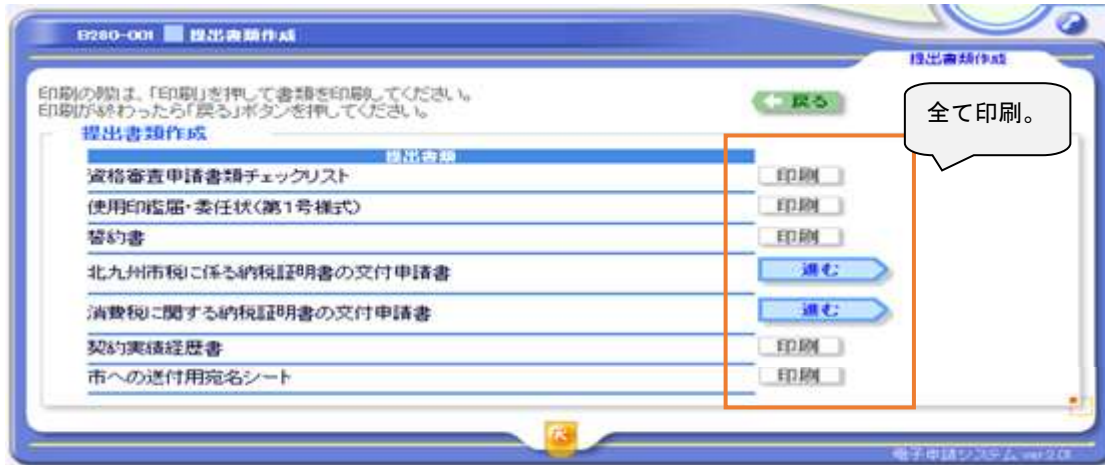 B280-001 提出書類作成
提出書類作成
印刷の際は、「印刷」を押して書類を印刷してください。
印刷が終わったら「戻る」ボタンを押してください。
戻る
全て印刷。
提出書類作成
提出書類
資格審査申請書類チェックリスト 印刷
使用印鑑届・委任状(第1号様式) 印刷
誓約書 印刷
北九州市税に係る納税証明書の交付申請書 進む
消費税に関する納税証明書の交付申請書 進む
契約実績経歴書 印刷
市への送付用宛名シート 印刷
電子申請システム ver2.01